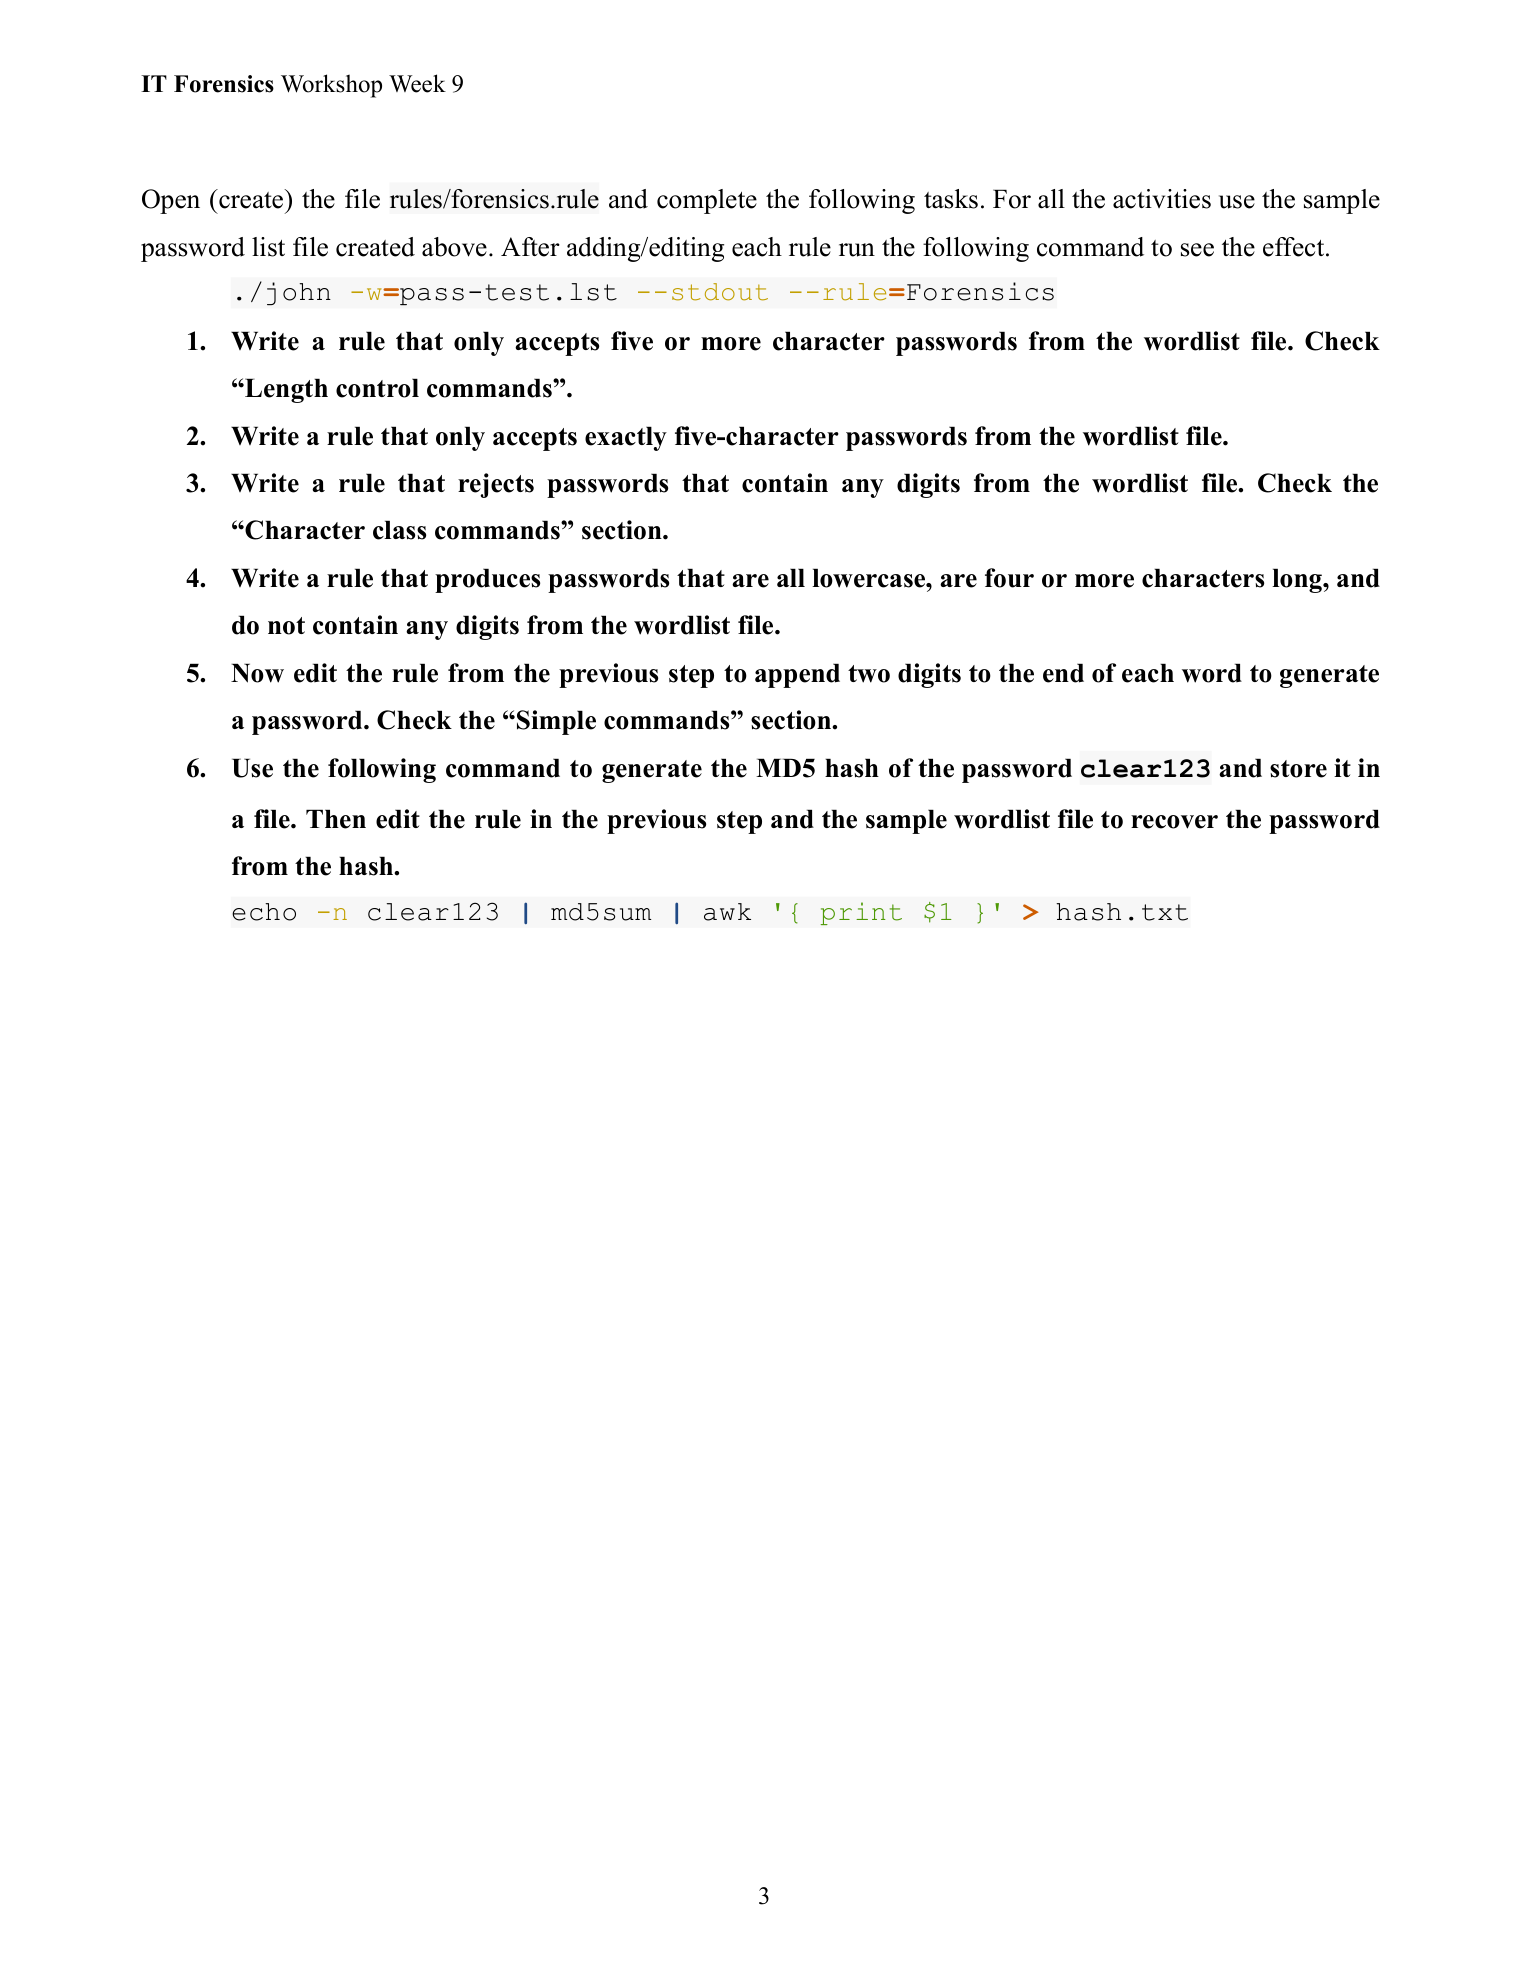 IT Forensics Workshop Week 9
Open (create) the file rules/forensics.rule and complete the following tasks. For all the activities use the sample
password list file created above. After adding/editing each rule run the following command to see the effect.
./john -w=pass-test.lst --stdout --rule=Forensics
1. Write a rule that only accepts five or more character passwords from the wordlist file. Check
“Length control commands”.
2. Write a rule that only accepts exactly five-character passwords from the wordlist file.
3. Write a rule that rejects passwords that contain any digits from the wordlist file. Check the
“Character class commands” section.
4. Write a rule that produces passwords that are all lowercase, are four or more characters long, and
do not contain any digits from the wordlist file.
5. Now edit the rule from the previous step to append two digits to the end of each word to generate
a password. Check the “Simple commands” section.
6. Use the following command to generate the MD5 hash of the password clear123 and store it in
a file. Then edit the rule in the previous step and the sample wordlist file to recover the password
from the hash.
echo -n clear123 | md5sum | awk '{ print $1 }' > hash.txt
3